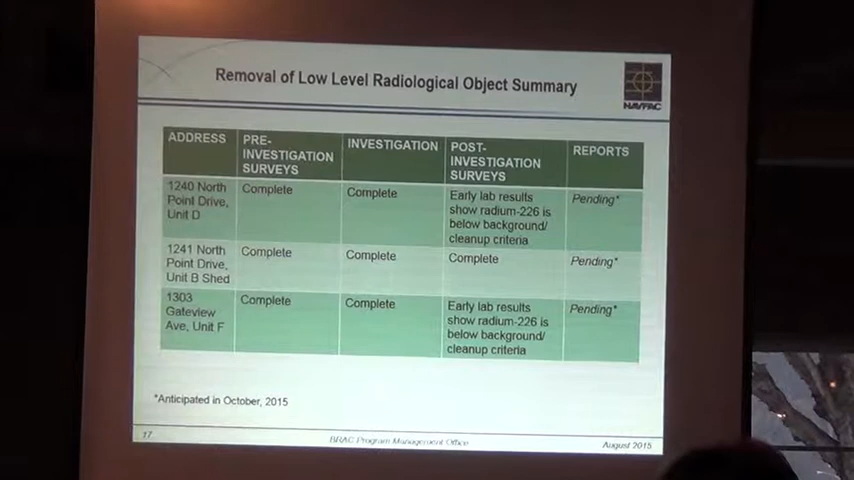 Removal of Low Level Radiological Object Summary
NAVFAC
ADDRESS
PRE-
INVESTIGATION
SURVEYS
INVESTIGATION
POST-
INVESTIGATION
SURVEYS
REPORTS
1240 North
Point Drive,
Unit D
Complete
Complete
Early lab results
show radium-226 is
below background/
cleanup criteria
Pending*
1241 North
Point Drive,
Unit B Shed
Complete
Complete
Complete
Pending*
1303
Gateview
Ave, Unit F
Complete
Complete
Early lab results
show radium-226 is
below background/
cleanup criteria
Pending*
*Anticipated in October, 2015
17
BRAC Program Management Office
August 2015